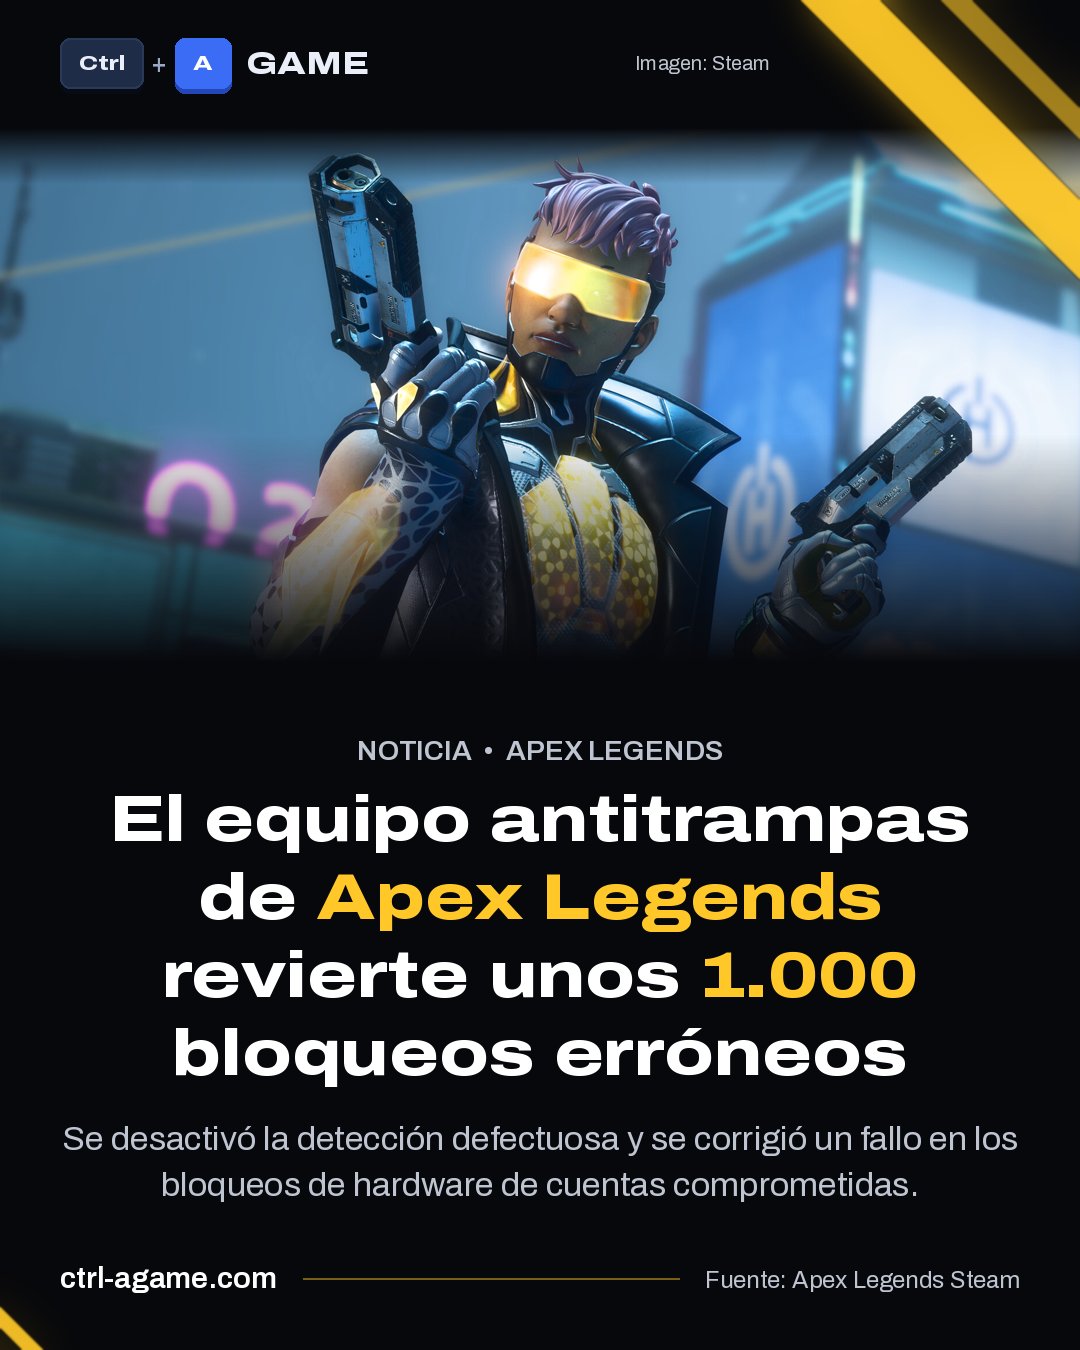 Ctrl + A GAME
Imagen: Steam
NOTICIA • APEX LEGENDS
El equipo antitrampas
de Apex Legends
revierte unos 1.000
bloqueos erróneos
Se desactivó la detección defectuosa y se corrigió un fallo en los
bloqueos de hardware de cuentas comprometidas.
ctrl-agame.com
Fuente: Apex Legends Steam